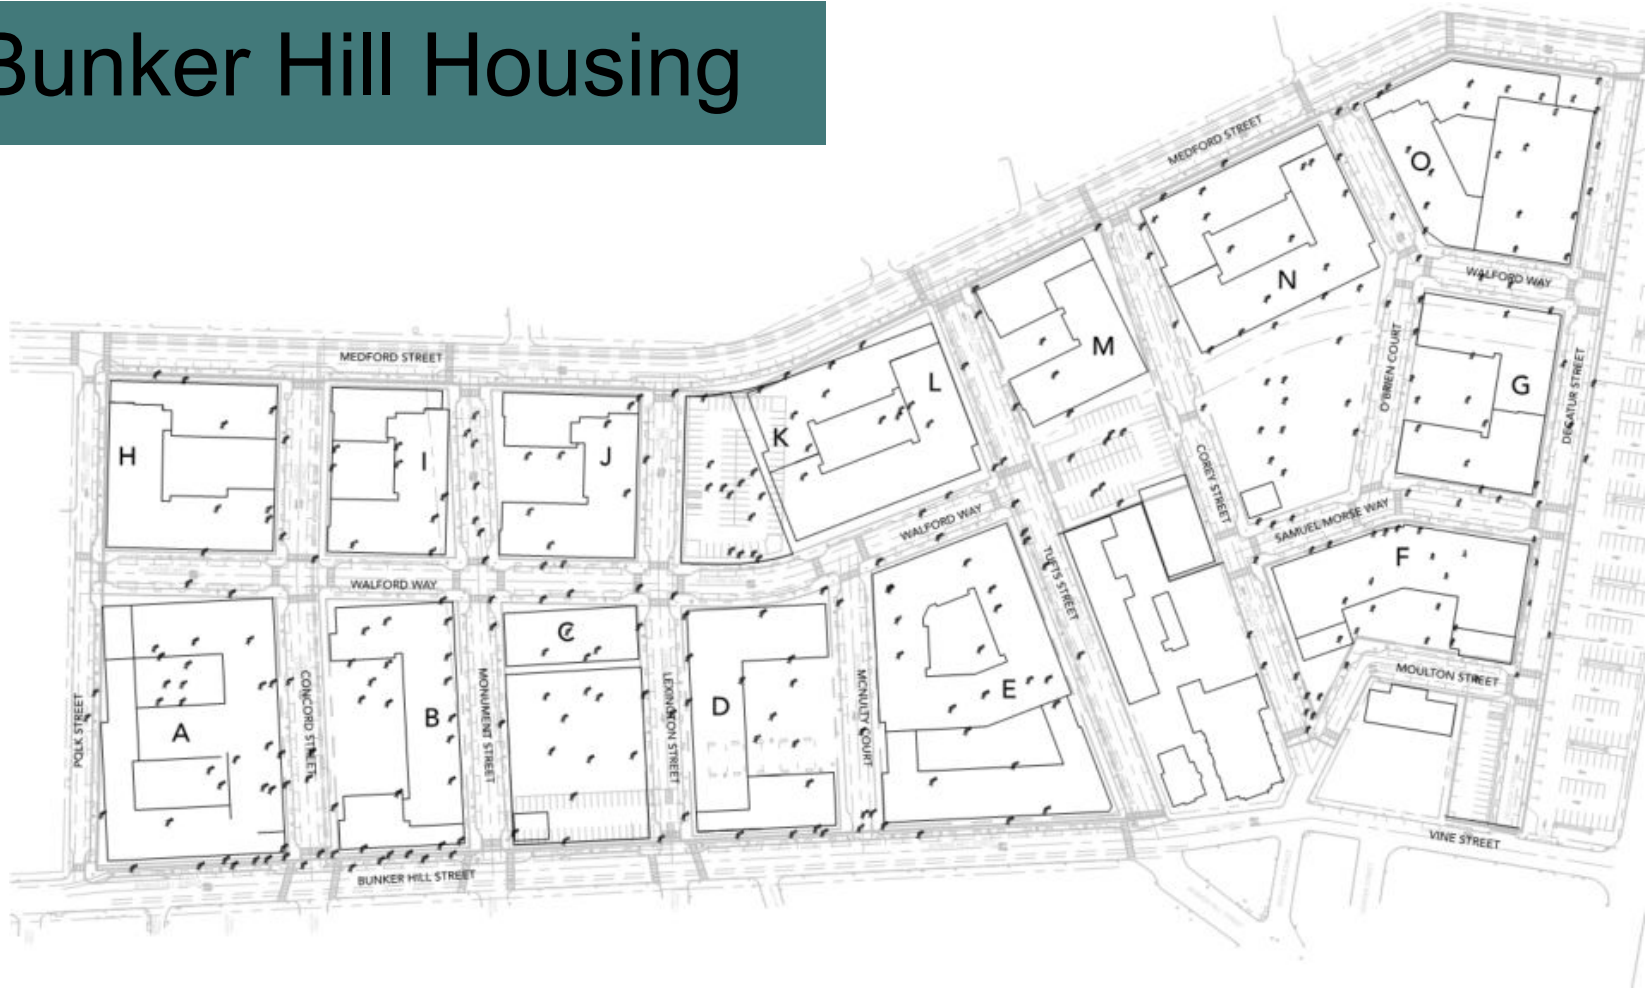 Bunker Hill Housing
MEDFORD STREET
O
WALFORD WAY
N
M
MEDFORD STREET
L
K
G
O'BRIEN COURT
DECATUR STREET
H
I
J
COREY STREET
WALFORD WAY
SAMUEL MORSE WAY
F
TUFTS STREET
WALFORD WAY
C
MOULTON STREET
E
A
B
D
POLK STREET
CONCORD STREET
MONUMENT STREET
LEXINGTON STREET
MCNULTY COURT
VINE STREET
BUNKER HILL STREET